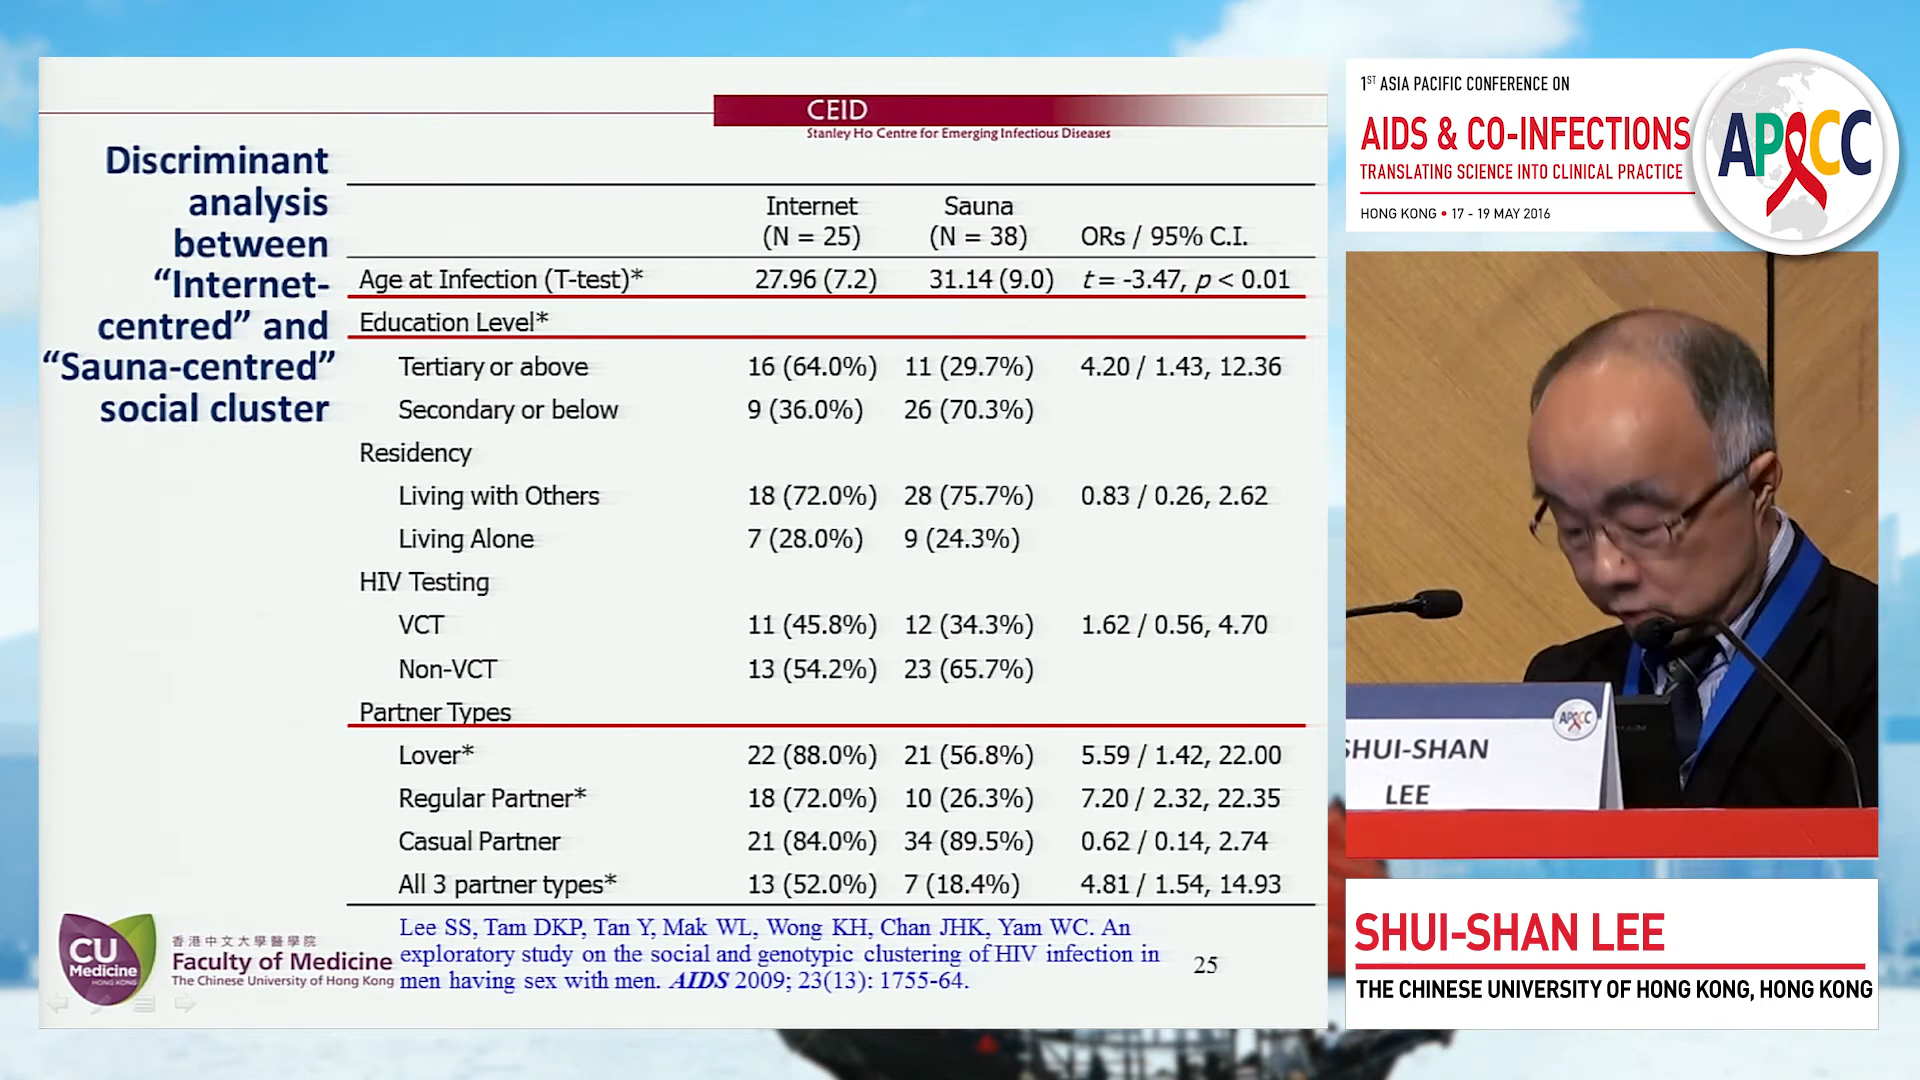 CEID
Stanley Ho Centre for Emerging Infectious Diseases
Discriminant
analysis
between
“Internet-
centred” and
“Sauna-centred”
social cluster
Internet Sauna
(N = 25) (N = 38) ORs / 95% C.I.
Age at Infection (T-test)* 27.96 (7.2) 31.14 (9.0) t = -3.47, p < 0.01
Education Level*
Tertiary or above 16 (64.0%) 11 (29.7%) 4.20 / 1.43, 12.36
Secondary or below 9 (36.0%) 26 (70.3%)
Residency
Living with Others 18 (72.0%) 28 (75.7%) 0.83 / 0.26, 2.62
Living Alone 7 (28.0%) 9 (24.3%)
HIV Testing
VCT 11 (45.8%) 12 (34.3%) 1.62 / 0.56, 4.70
Non-VCT 13 (54.2%) 23 (65.7%)
Partner Types
Lover* 22 (88.0%) 21 (56.8%) 5.59 / 1.42, 22.00
Regular Partner* 18 (72.0%) 10 (26.3%) 7.20 / 2.32, 22.35
Casual Partner 21 (84.0%) 34 (89.5%) 0.62 / 0.14, 2.74
All 3 partner types* 13 (52.0%) 7 (18.4%) 4.81 / 1.54, 14.93
Lee SS, Tam DKP, Tan Y, Mak WL, Wong KH, Chan JHK, Yam WC. An
exploratory study on the social and genotypic clustering of HIV infection in
men having sex with men. AIDS 2009; 23(13): 1755-64.
25
CU
Medicine
HONG KONG
香港中文大學醫學院
Faculty of Medicine
The Chinese University of Hong Kong
1ST ASIA PACIFIC CONFERENCE ON
AIDS & CO-INFECTIONS
TRANSLATING SCIENCE INTO CLINICAL PRACTICE
HONG KONG • 17 - 19 MAY 2016
APACC
APACC
SHUI-SHAN
LEE
SHUI-SHAN LEE
THE CHINESE UNIVERSITY OF HONG KONG, HONG KONG